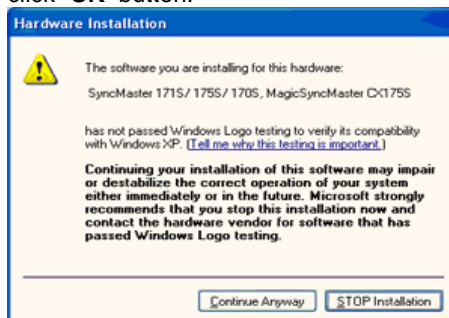 click "OK" button.
Hardware Installation
The software you are installing for this hardware:
SyncMaster 171S/ 175S/ 170S, MagicSyncMaster CX175S
has not passed Windows Logo testing to verify its compatibility
with Windows XP. (Tell me why this testing is important.)
Continuing your installation of this software may impair
or destabilize the correct operation of your system
either immediately or in the future. Microsoft strongly
recommends that you stop this installation now and
contact the hardware vendor for software that has
passed Windows Logo testing.
Continue Anyway STOP Installation